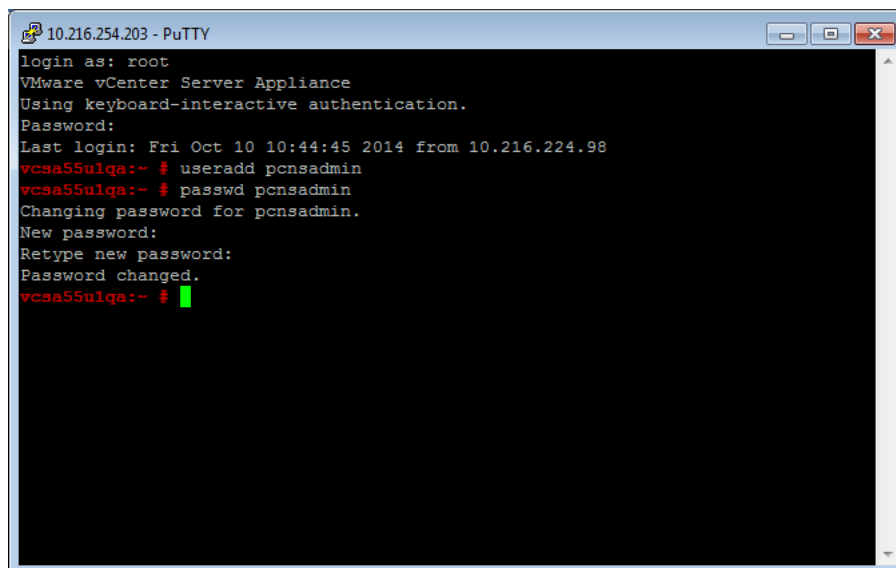 10.216.254.203 - PuTTY
login as: root
VMware vCenter Server Appliance
Using keyboard-interactive authentication.
Password:
Last login: Fri Oct 10 10:44:45 2014 from 10.216.224.98
vcsa55u1qa:~ # useradd pcnsadmin
vcsa55u1qa:~ # passwd pcnsadmin
Changing password for pcnsadmin.
New password:
Retype new password:
Password changed.
vcsa55u1qa:~ #